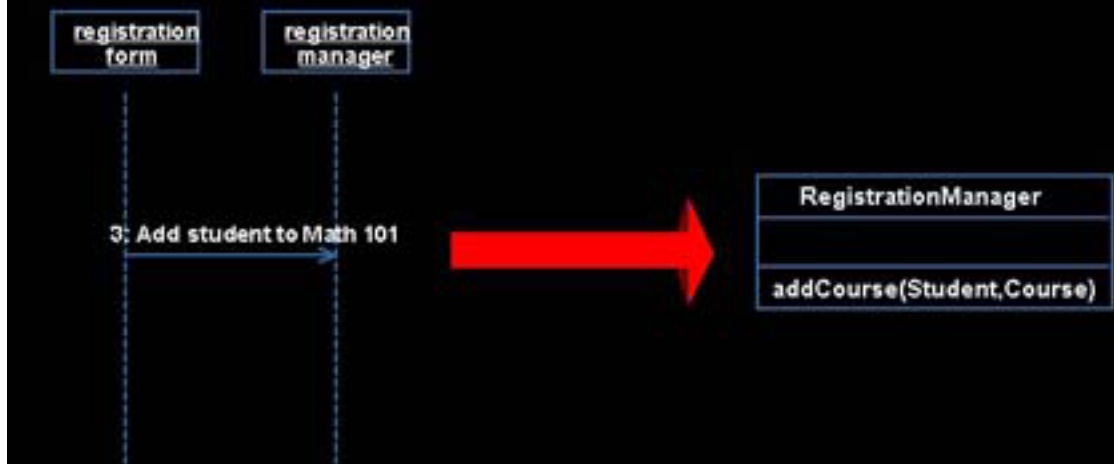 registration
form
registration
manager
3: Add student to Math 101
RegistrationManager
addCourse(Student,Course)